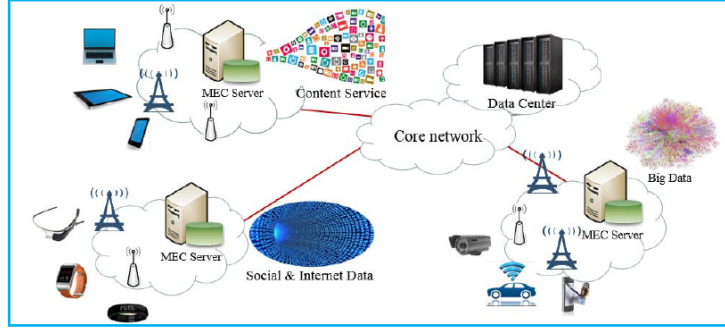 MEC Server
Content Service
Data Center
Core network
Big Data
MEC Server
MEC Server
Social & Internet Data